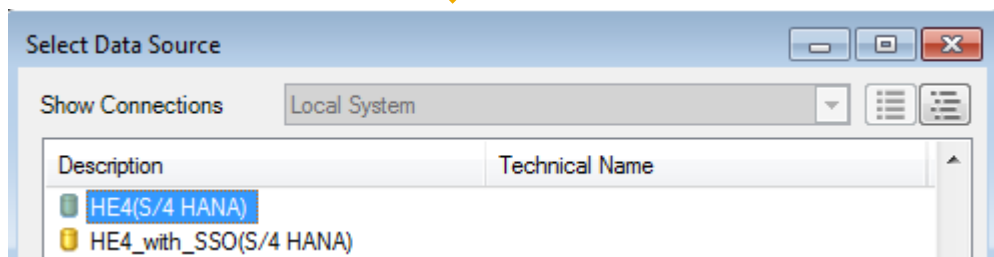 Select Data Source
Show Connections Local System
Description Technical Name
HE4(S/4 HANA)
HE4_with_SSO(S/4 HANA)